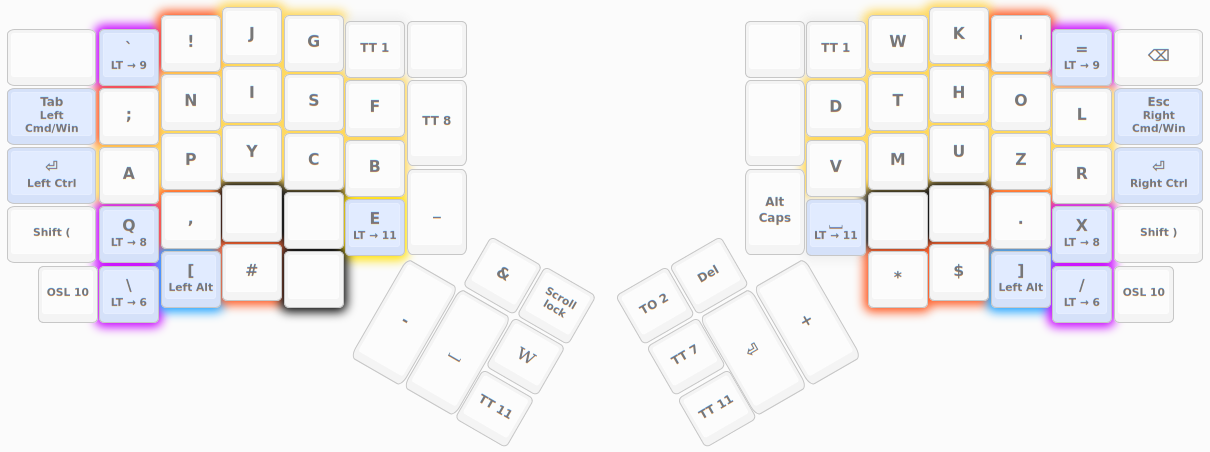 ` LT → 9
!
J
G
TT 1
TT 1
W
K
'
= LT → 9
⌫
Tab
Left
Cmd/Win
;
N
I
S
F
TT 8
D
T
H
O
L
Esc
Right
Cmd/Win
⏎
Left Ctrl
A
P
Y
C
B
V
M
U
Z
R
⏎
Right Ctrl
Shift (
Q
LT → 8
,
E
LT → 11
_
Alt
Caps
⎵
LT → 11
.
X
LT → 8
Shift )
OSL 10
\
LT → 6
[
Left Alt
#
*
$
]
Left Alt
/
LT → 6
OSL 10
-
&
Scroll
lock
⎵
W
TT 11
TO 2
Del
TT 7
⏎
+
TT 11